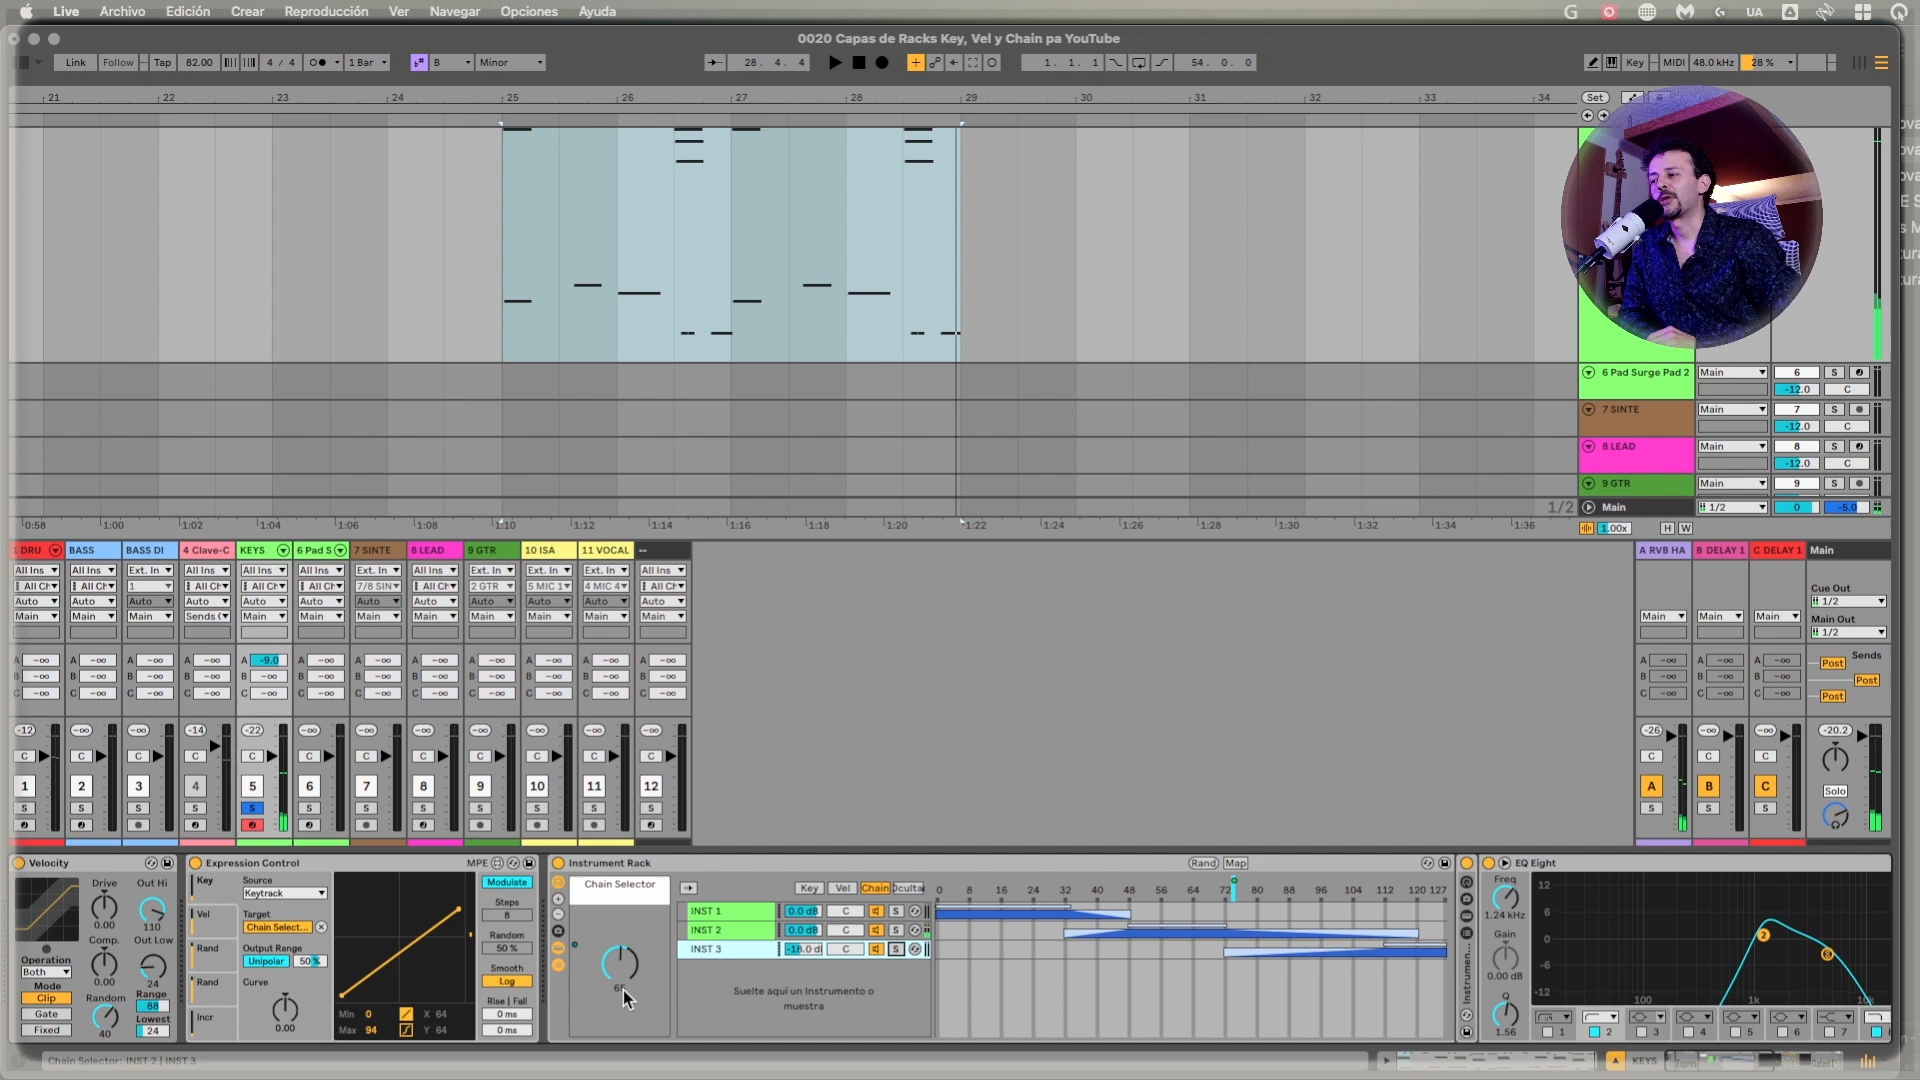 Live Archivo Edición Crear Reproducción Ver Navegar Opciones Ayuda UA
0020 Capas de Racks Key, Vel y Chain pa YouTube
Link Follow Tap 82.00 4 / 4 1 Bar B Minor 28. 4. 4 1. 1. 1 54. 0. 0 Key MIDI 48.0 kHz 28 %
21 22 23 24 25 26 27 28 29 30 31 32 33 34 Set
6 Pad Surge Pad 2 Main 6 S
-12.0 C
7 SINTE Main 7 S
-12.0 C
8 LEAD Main 8 S
-12.0 C
9 GTR Main 9 S
1/2 Main 1/2 0 -5.0
0:58 1:00 1:02 1:04 1:06 1:08 1:10 1:12 1:14 1:16 1:18 1:20 1:22 1:24 1:26 1:28 1:30 1:32 1:34 1:36 1.00x H W
1 DRU BASS BASS DI 4 Clave-C KEYS 6 Pad S 7 SINTE 8 LEAD 9 GTR 10 ISA 11 VOCAL -- A RVB HA B DELAY 1 C DELAY 1 Main
All Ins All Ins Ext. In All Ins All Ins All Ins Ext. In All Ins Ext. In Ext. In Ext. In All Ins
All Ch All Ch 1 All Ch All Ch All Ch 7/8 SIN All Ch 2 GTR 5 MIC 1 4 MIC 4 All Ch Cue Out
Auto Auto Auto Auto Auto Auto Auto Auto Auto Auto Auto Auto 1/2
Main Main Main Sends ( Main Main Main Main Main Main Main Main Main Main Main Main Out
1/2
A -∞ A -∞ A -∞ A -∞ A -9.0 A -∞ A -∞ A -∞ A -∞ A -∞ A -∞ A -∞ A -∞ A -∞ A -∞ Post Sends
B -∞ B -∞ B -∞ B -∞ B -∞ B -∞ B -∞ B -∞ B -∞ B -∞ B -∞ B -∞ B -∞ B -∞ B -∞ Post
C -∞ C -∞ C -∞ C -∞ C -∞ C -∞ C -∞ C -∞ C -∞ C -∞ C -∞ C -∞ C -∞ C -∞ C -∞ Post
-12 -∞ -∞ -14 -22 -∞ -∞ -∞ -∞ -∞ -∞ -∞ -26 -∞ -∞ -20.2
C C C C C C C C C C C C C C C
1 2 3 4 5 6 7 8 9 10 11 12 A B C Solo
S S S S S S S S S S S S S S S
Velocity Expression Control MPE Instrument Rack Rand Map EQ Eight
Drive Out Hi
0.00 110
Comp. Out Low
0.00 24
Operation
Both
Mode
Clip
Gate
Fixed
Random
40
Range
88
Lowest
24
Key
Vel
Rand
Rand
Incr
Source
Keytrack
Target
Chain Select...
Output Range
Unipolar 50 %
Curve
0.00
Min 0 X 64
Max 94 Y 64
Modulate
Steps
8
Random
50 %
Smooth
Log
Rise | Fall
0 ms
0 ms
Chain Selector
Key Vel Chain Oculta 0 8 16 24 32 40 48 56 64 72 80 88 96 104 112 120 127
INST 1 0.0 dB C S
INST 2 0.0 dB C S
INST 3 -18.0 dB C S
Suelte aquí un Instrumento o
muestra
Instrumen...
Freq
1.24 kHz
Gain
0.00 dB
Q
1.56
12
6
0
-6
-12
2 8
100 1k 10k
1 2 3 4 5 6 7 8
Chain Selector: INST 2 | INST 3 KEYS